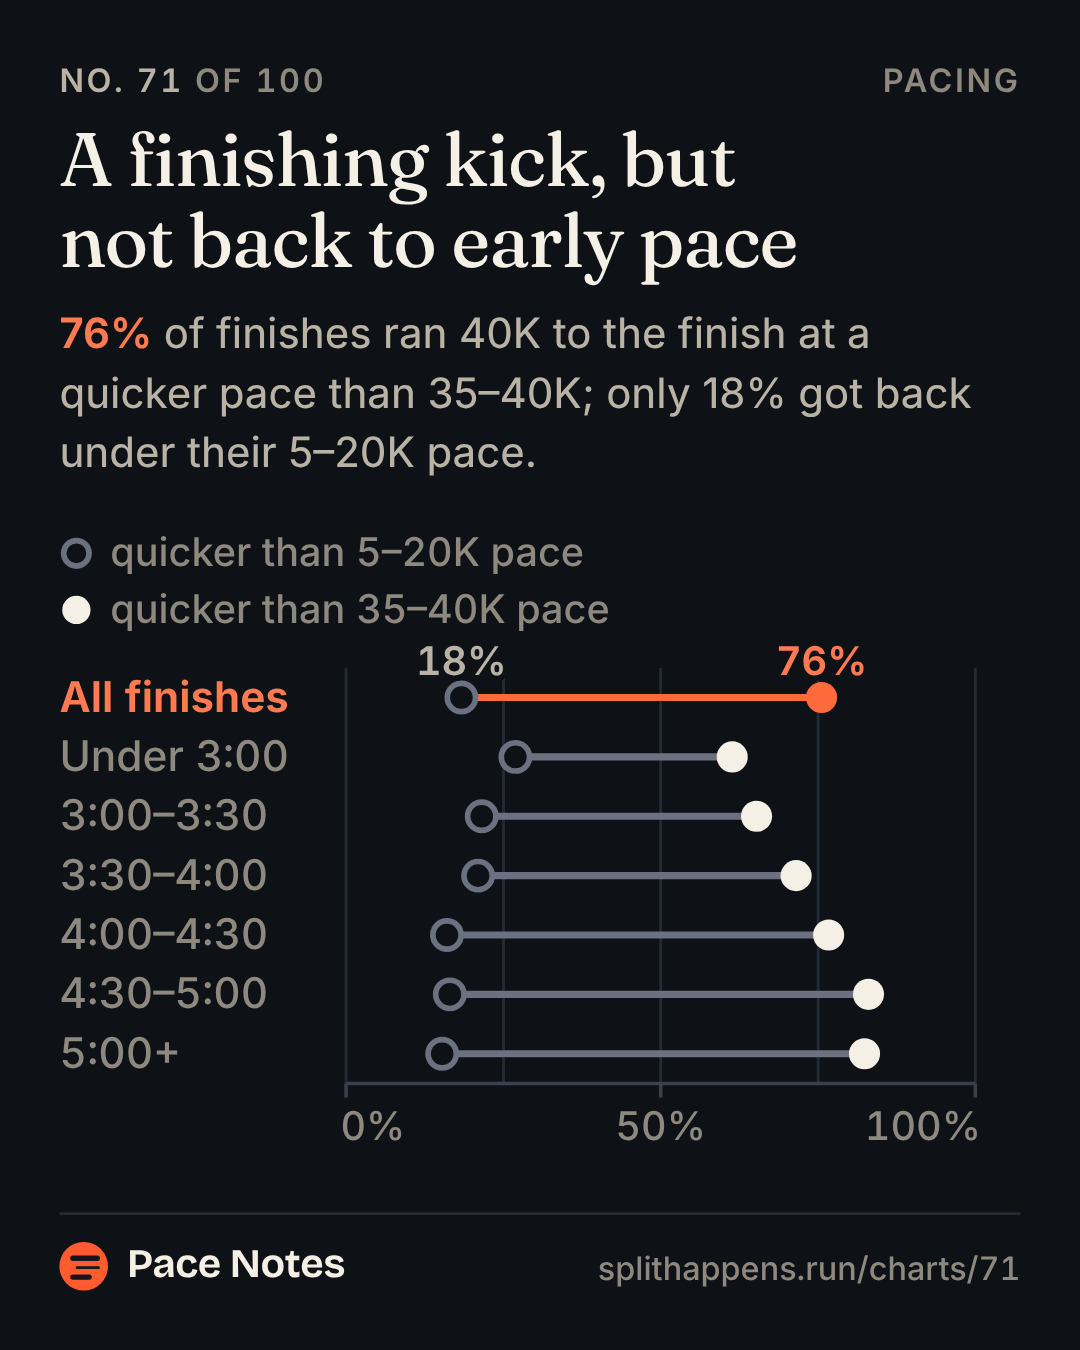 NO. 71 OF 100
PACING
A finishing kick, but
not back to early pace
76% of finishes ran 40K to the finish at a
quicker pace than 35–40K; only 18% got back
under their 5–20K pace.
quicker than 5–20K pace
quicker than 35–40K pace
18%
76%
All finishes
Under 3:00
3:00–3:30
3:30–4:00
4:00–4:30
4:30–5:00
5:00+
0%
50%
100%
Pace Notes
splithappens.run/charts/71